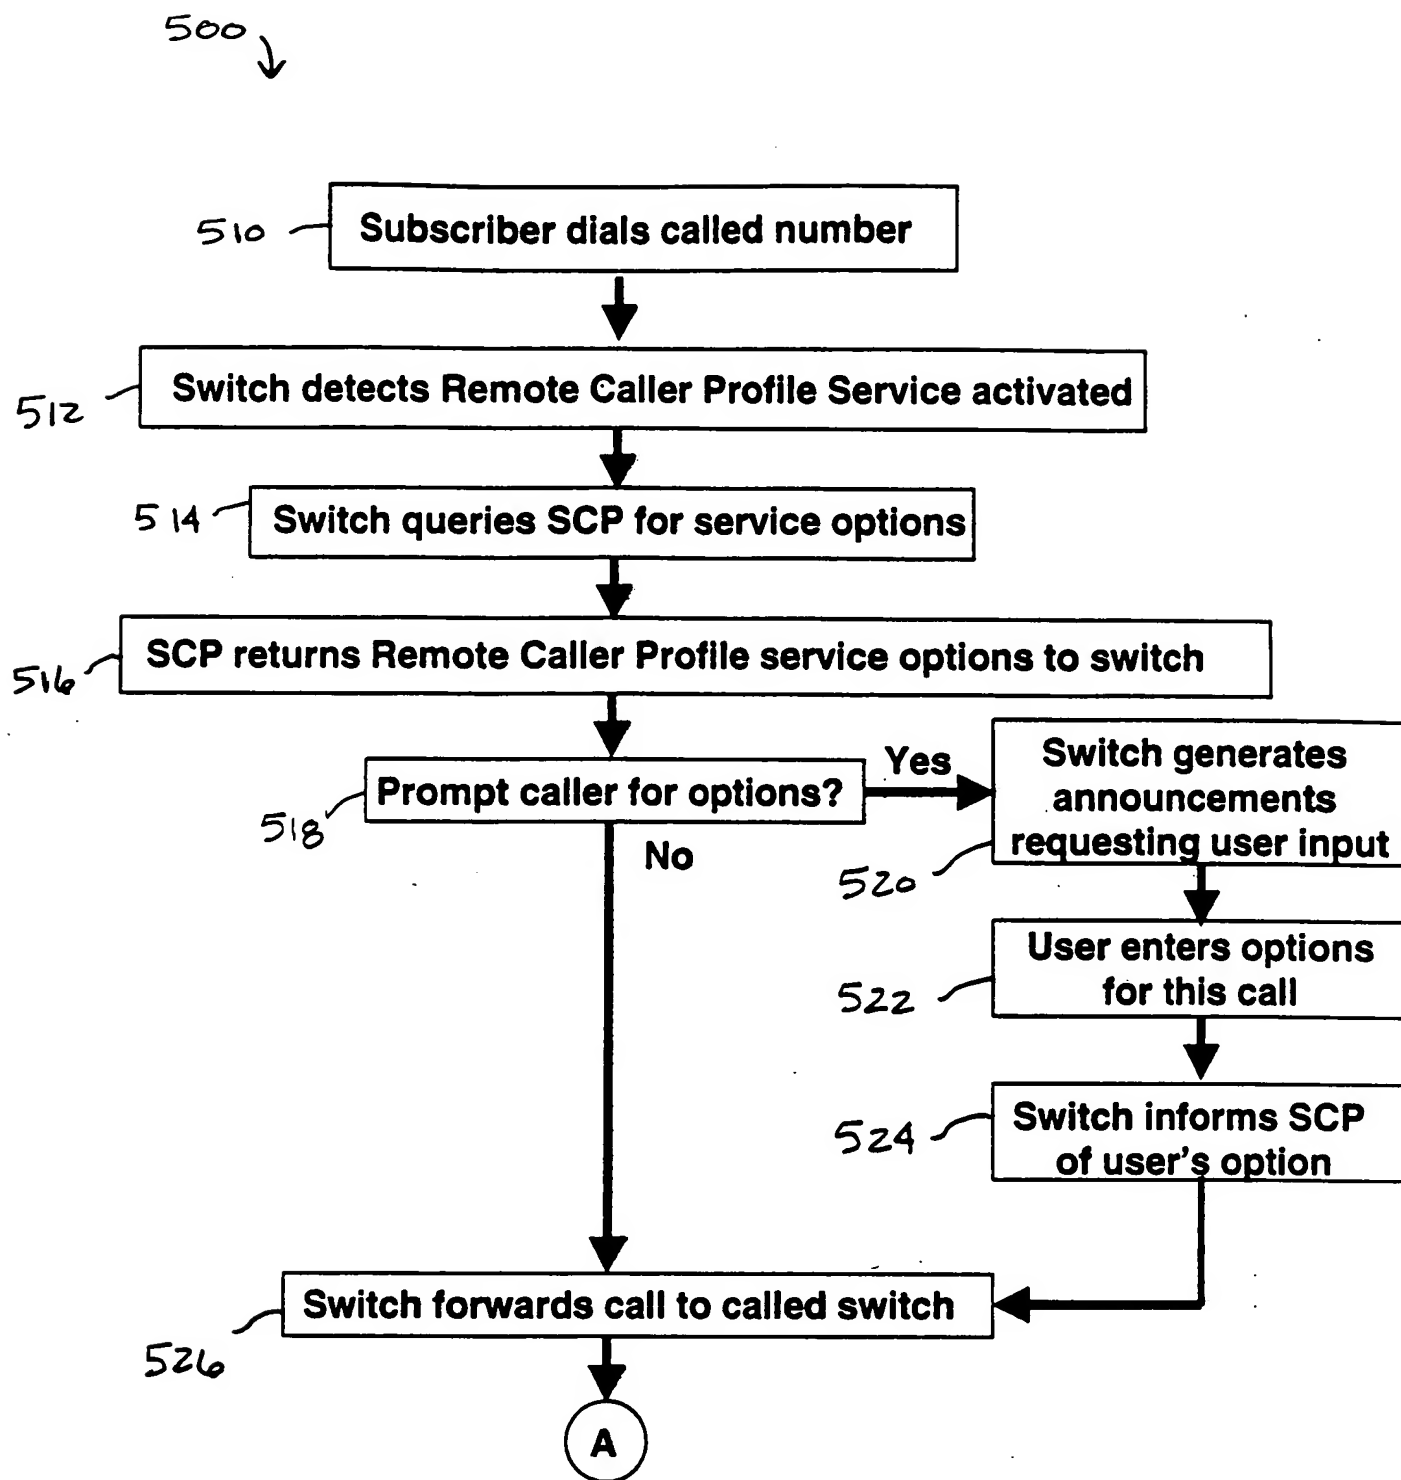 500
510
Subscriber dials called number
512
Switch detects Remote Caller Profile Service activated
514
Switch queries SCP for service options
516
SCP returns Remote Caller Profile service options to switch
518
Prompt caller for options?
Yes
No
520
Switch generates
announcements
requesting user input
522
User enters options
for this call
524
Switch informs SCP
of user's option
526
Switch forwards call to called switch
A